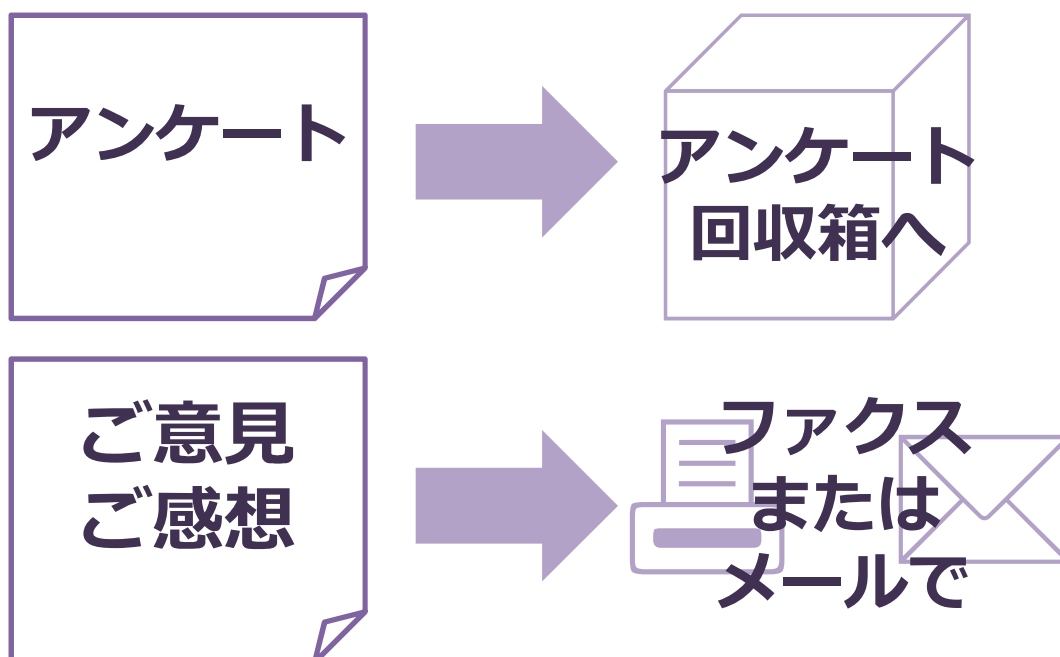 アンケート
アンケート
回収箱へ
ご意見
ご感想
ファクス
または
メールで